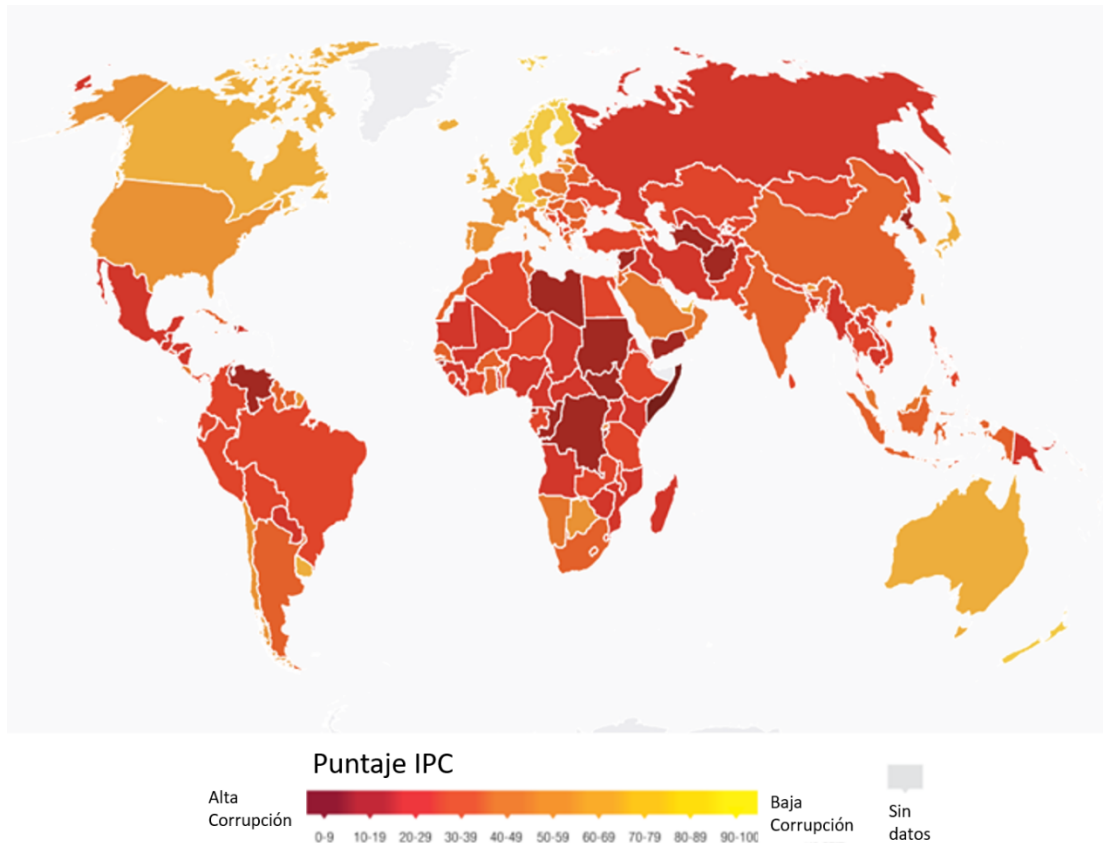 Puntaje IPC
Alta
Corrupción
0-9 10-19 20-29 30-39 40-49 50-59 60-69 70-79 80-89 90-100
Baja
Corrupción
Sin
datos